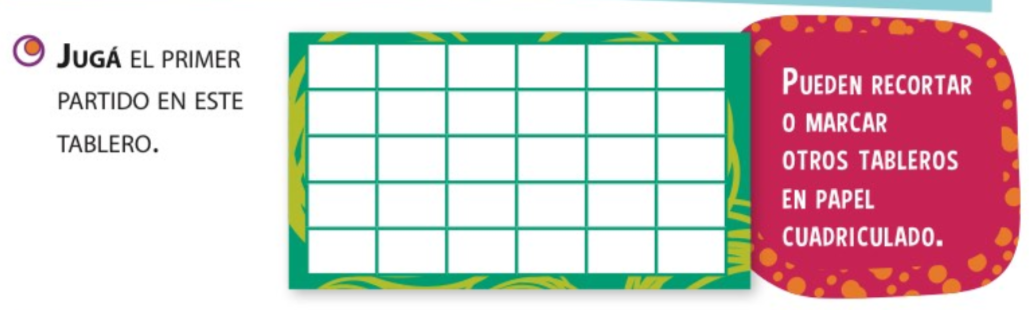 JUGÁ EL PRIMER
PARTIDO EN ESTE
TABLERO.
PUEDEN RECORTAR
O MARCAR
OTROS TABLEROS
EN PAPEL
CUADRICULADO.